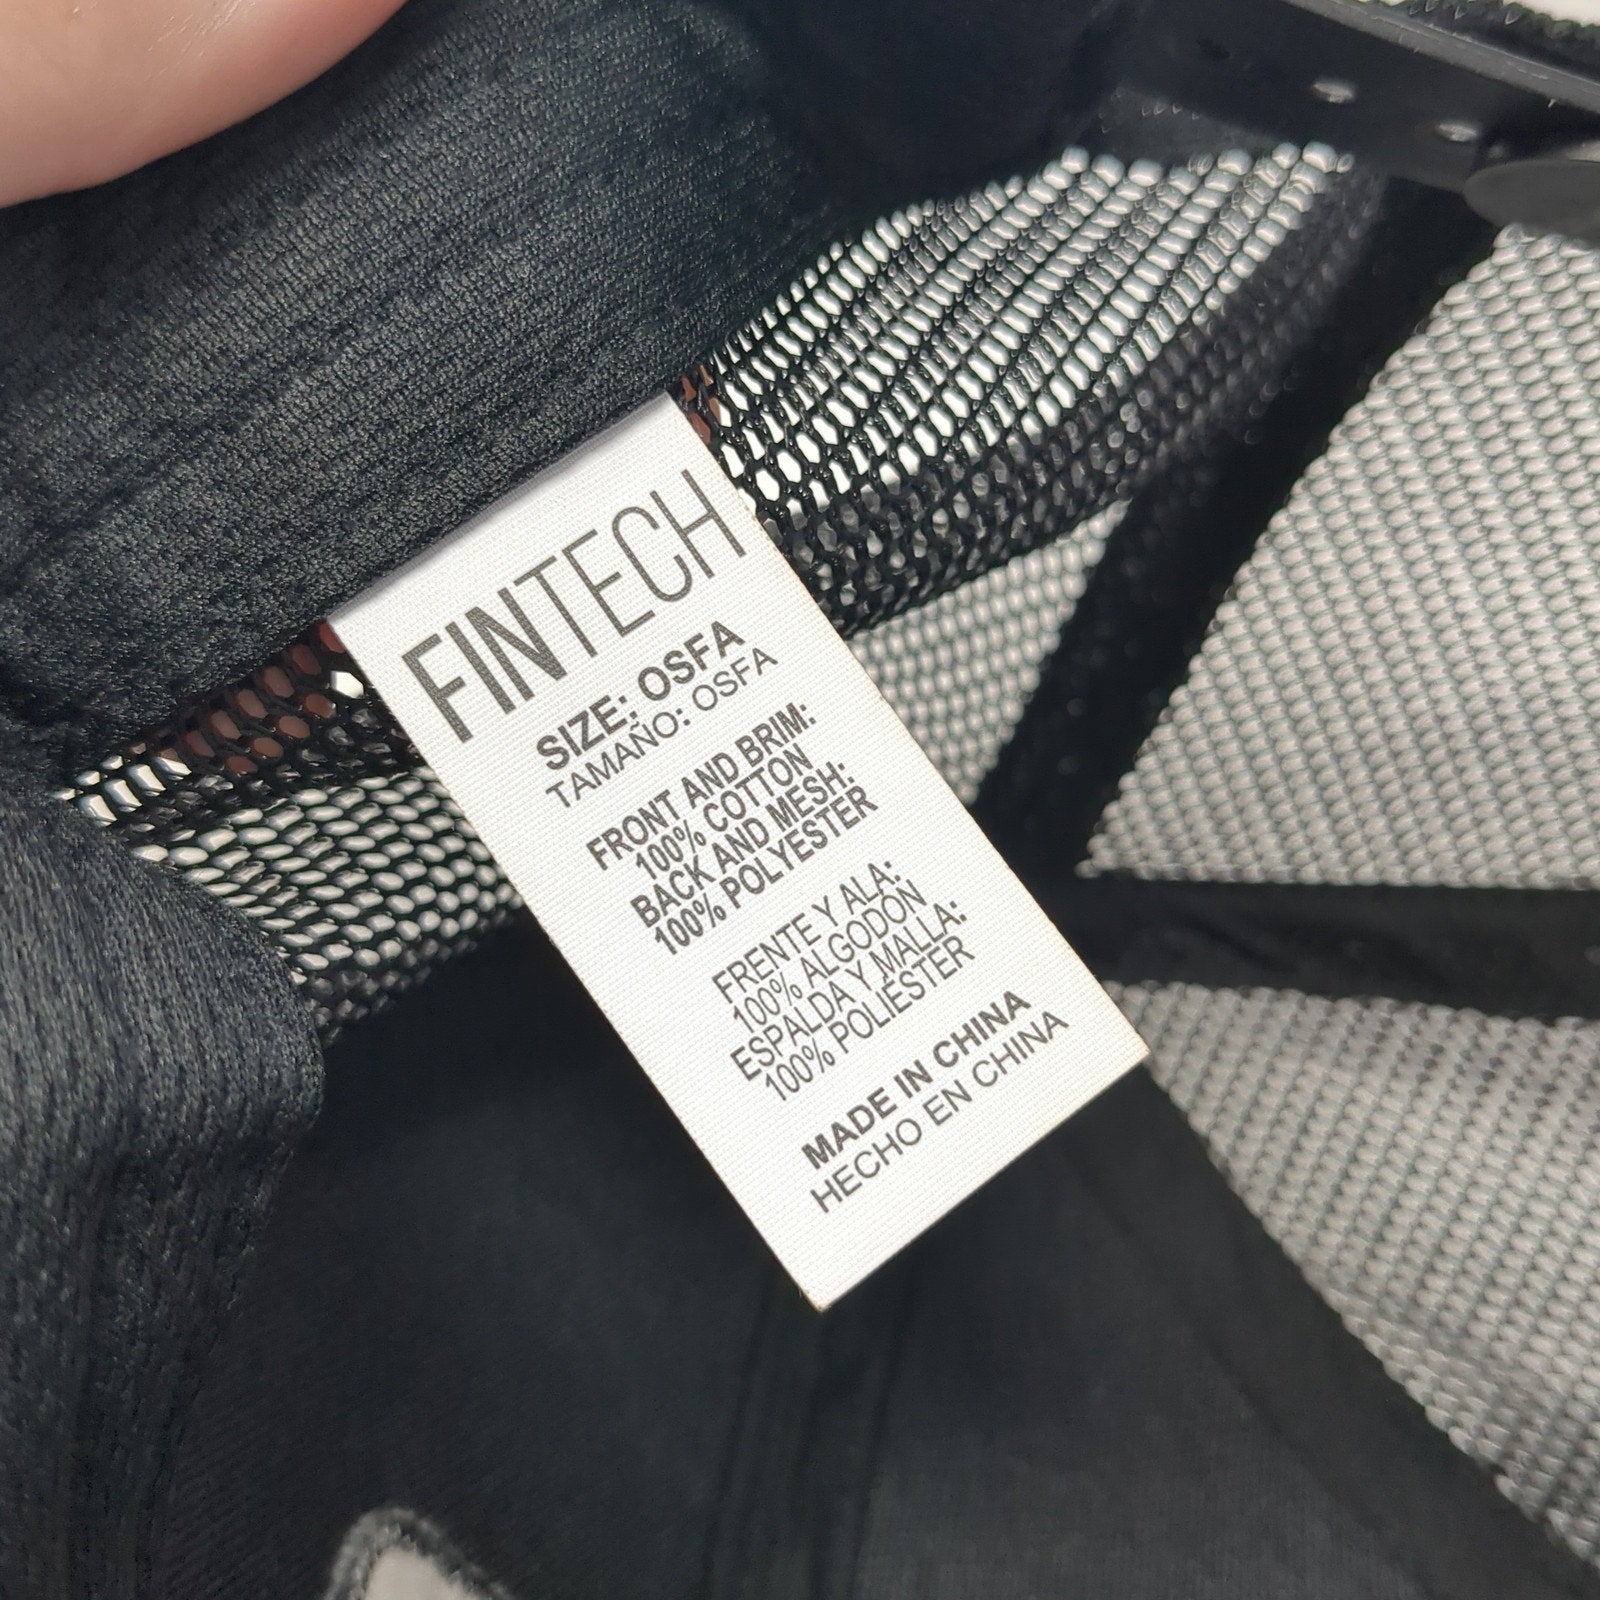 FINTECH
SIZE: OSFA
TAMAÑO: OSFA
FRONT AND BRIM:
100% COTTON
BACK AND MESH:
100% POLYESTER
FRENTE Y ALA:
100% ALGODÓN
ESPALDA Y MALLA:
100% POLIÉSTER
MADE IN CHINA
HECHO EN CHINA